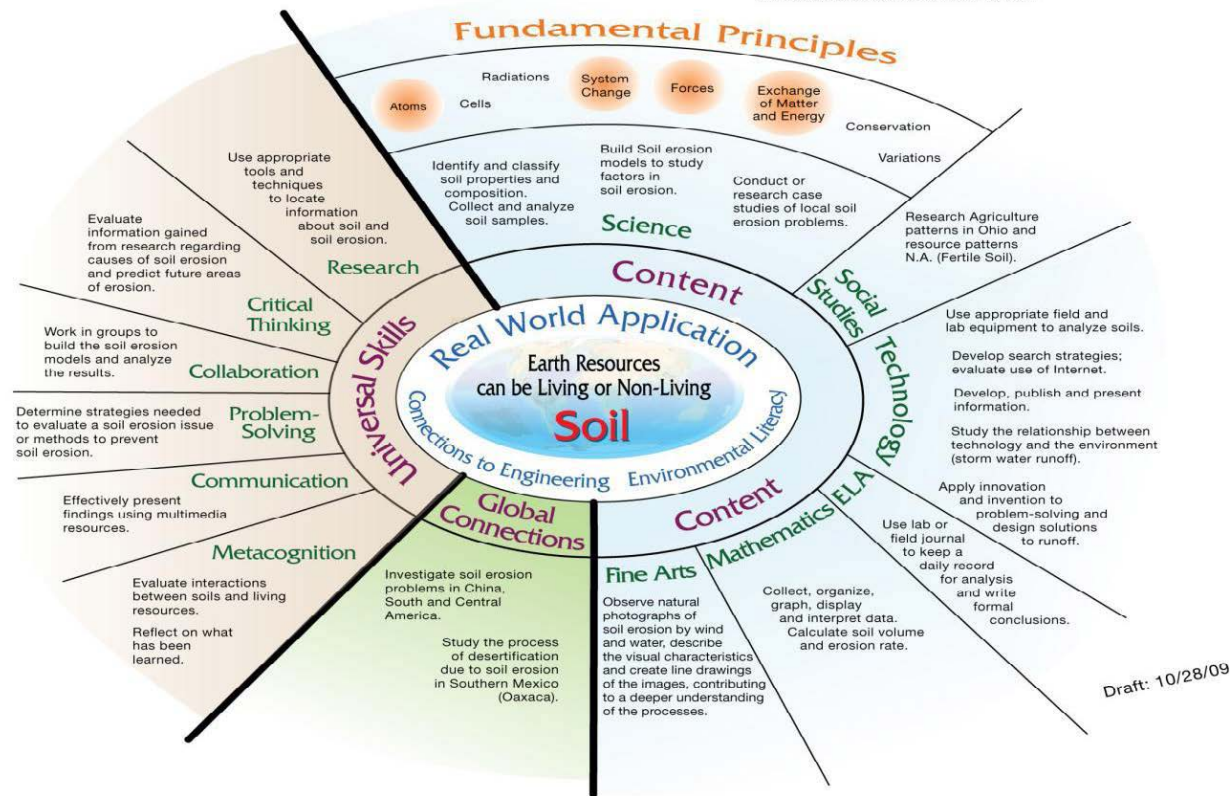 Fundamental Principles
Atoms
Radiations
Cells
System
Change
Forces
Exchange
of Matter
and Energy
Conservation
Variations
Identify and classify
soil properties and
composition.
Collect and analyze
soil samples.
Build Soil erosion
models to study
factors in
soil erosion.
Conduct or
research case
studies of local soil
erosion problems.
Science
Content
Research Agriculture
patterns in Ohio and
resource patterns
N.A. (Fertile Soil).
Social
Studies
Use appropriate field and
lab equipment to analyze soils.
Develop search strategies;
evaluate use of Internet.
Develop, publish and present
information.
Study the relationship between
technology and the environment
(storm water runoff).
Apply innovation
and invention to
problem-solving and
design solutions
to runoff.
Technology
Use lab or
field journal
to keep a
daily record
for analysis
and write
formal
conclusions.
ELA
Collect, organize,
graph, display
and interpret data.
Calculate soil volume
and erosion rate.
Mathematics
Observe natural
photographs of
soil erosion by wind
and water, describe
the visual characteristics
and create line drawings
of the images, contributing
to a deeper understanding
of the processes.
Fine Arts
Content
Global
Connections
Investigate soil erosion
problems in China,
South and Central
America.
Study the process
of desertification
due to soil erosion
in Southern Mexico
(Oaxaca).
Universal Skills
Use appropriate
tools and
techniques
to locate
information
about soil and
soil erosion.
Research
Evaluate
information gained
from research regarding
causes of soil erosion
and predict future areas
of erosion.
Critical
Thinking
Work in groups to
build the soil erosion
models and analyze
the results.
Collaboration
Determine strategies needed
to evaluate a soil erosion issue
or methods to prevent
soil erosion.
Problem-
Solving
Communication
Effectively present
findings using multimedia
resources.
Metacognition
Evaluate interactions
between soils and living
resources.
Reflect on what
has been
learned.
Real World Application
Earth Resources
can be Living or Non-Living
Soil
Connections to Engineering
Environmental Literacy
Draft: 10/28/09